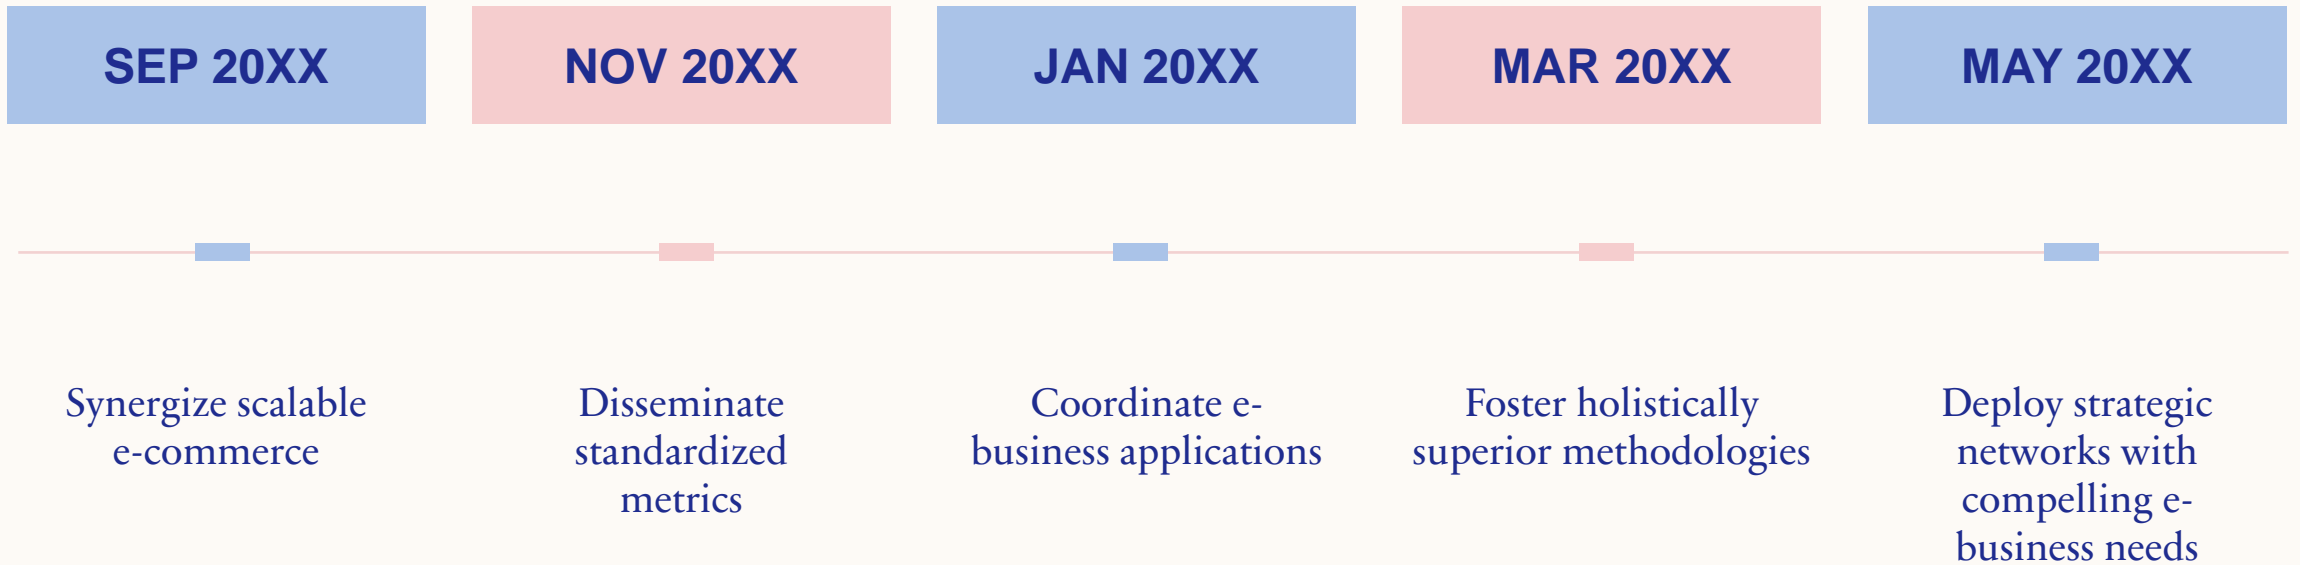 SEP 20XX
NOV 20XX
JAN 20XX
MAR 20XX
MAY 20XX
Synergize scalable
e-commerce
Disseminate
standardized
metrics
Coordinate e-
business applications
Foster holistically
superior methodologies
Deploy strategic
networks with
compelling e-
business needs